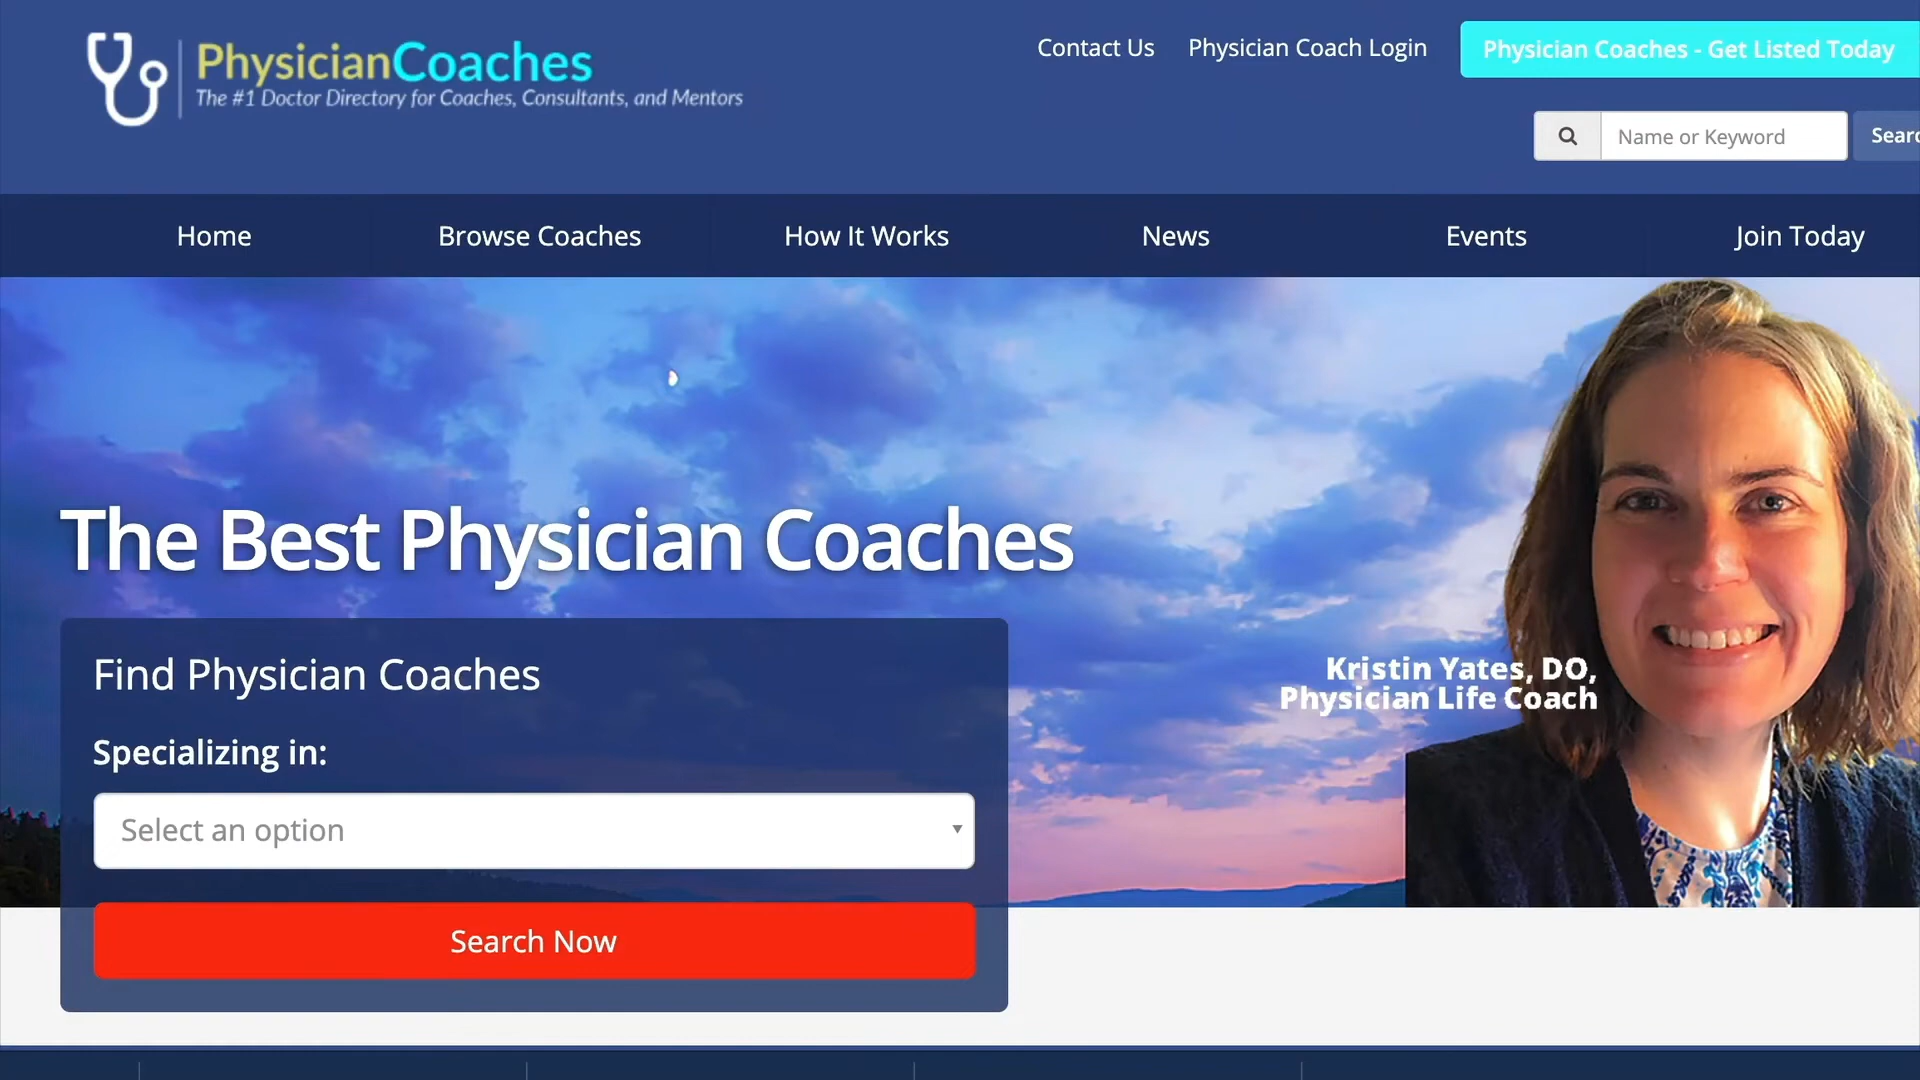 PhysicianCoaches
The #1 Doctor Directory for Coaches, Consultants, and Mentors
Contact Us
Physician Coach Login
Physician Coaches - Get Listed Today
Name or Keyword
Home
Browse Coaches
How It Works
News
Events
Join Today
The Best Physician Coaches
Find Physician Coaches
Specializing in:
Select an option
Search Now
Kristin Yates, DO,
Physician Life Coach